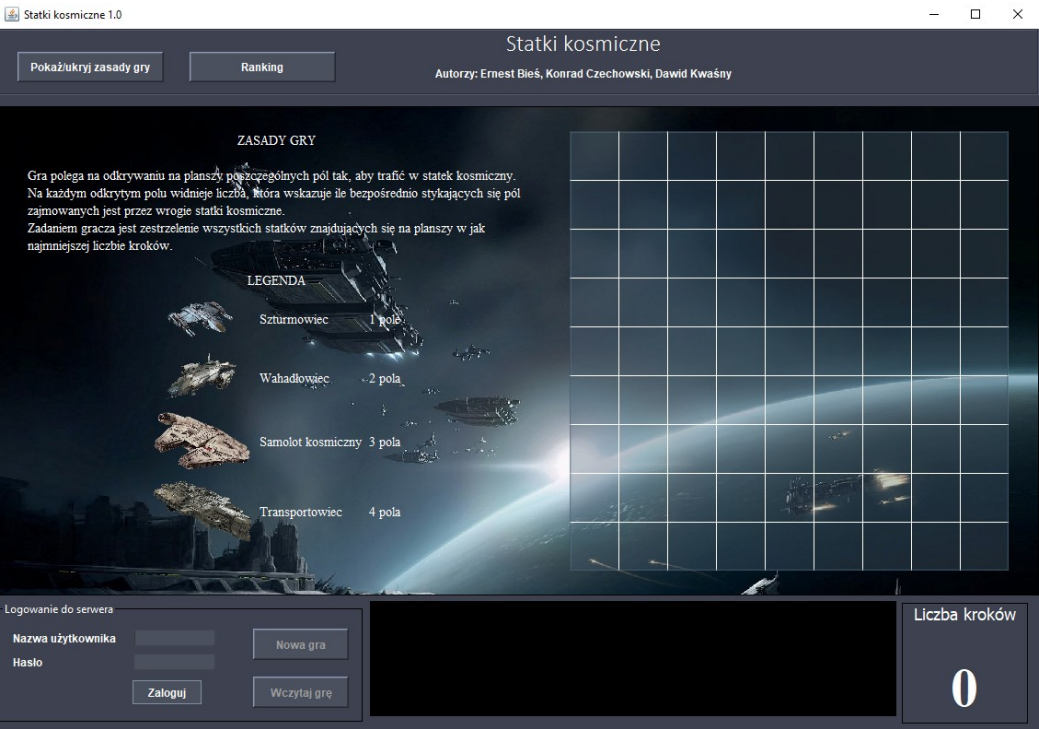 Statki kosmiczne 1.0
Statki kosmiczne
Pokaż/ukryj zasady gry
Ranking
Autorzy: Ernest Bieś, Konrad Czechowski, Dawid Kwaśny
ZASADY GRY
Gra polega na odkrywaniu na planszy poszczególnych pól tak, aby trafić w statek kosmiczny.
Na każdym odkrytym polu widnieje liczba, która wskazuje ile bezpośrednio stykających się pól
zajmowanych jest przez wrogie statki kosmiczne.
Zadaniem gracza jest zestrzelenie wszystkich statków znajdujących się na planszy w jak
najmniejszej liczbie kroków.
LEGENDA
Szturmowiec 1 pole
Wahadłowiec 2 pola
Samolot kosmiczny 3 pola
Transportowiec 4 pola
Logowanie do serwera
Nazwa użytkownika
Hasło
Zaloguj
Nowa gra
Wczytaj grę
Liczba kroków
0